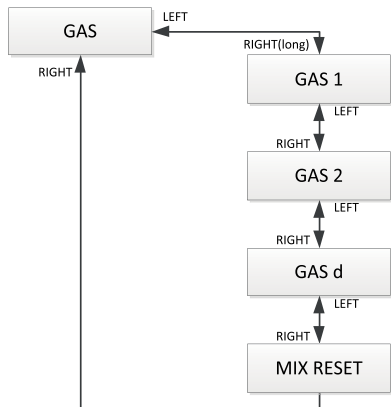 GAS
LEFT
RIGHT(long)
RIGHT
GAS 1
LEFT
RIGHT
GAS 2
LEFT
RIGHT
GAS d
LEFT
RIGHT
MIX RESET